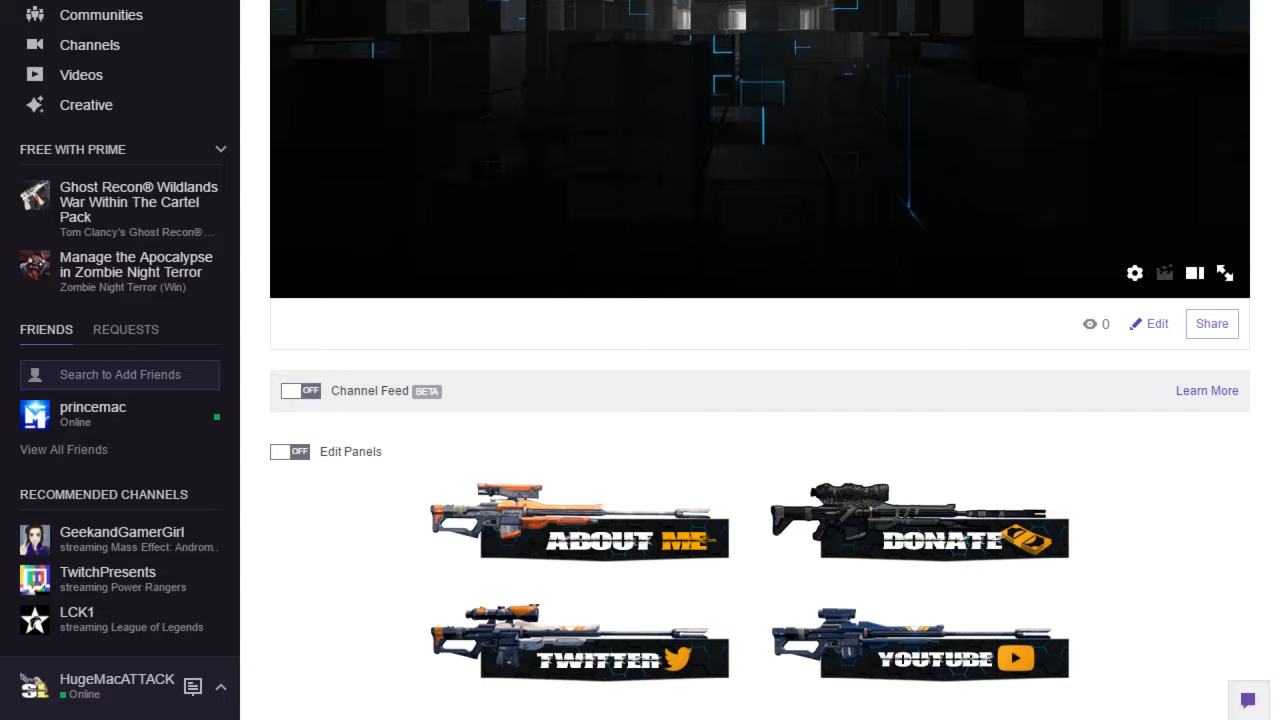 Communities
Channels
Videos
Creative
FREE WITH PRIME
Ghost Recon® Wildlands
War Within The Cartel
Pack
Tom Clancy's Ghost Recon® ...
Manage the Apocalypse
in Zombie Night Terror
Zombie Night Terror (Win)
FRIENDS REQUESTS
Search to Add Friends
princemac
Online
View All Friends
RECOMMENDED CHANNELS
GeekandGamerGirl
streaming Mass Effect: Androm..
TwitchPresents
streaming Power Rangers
LCK1
streaming League of Legends
HugeMacATTACK
Online
0 Edit Share
OFF Channel Feed BETA Learn More
OFF Edit Panels
ABOUT ME
DONATE
TWITTER
YOUTUBE